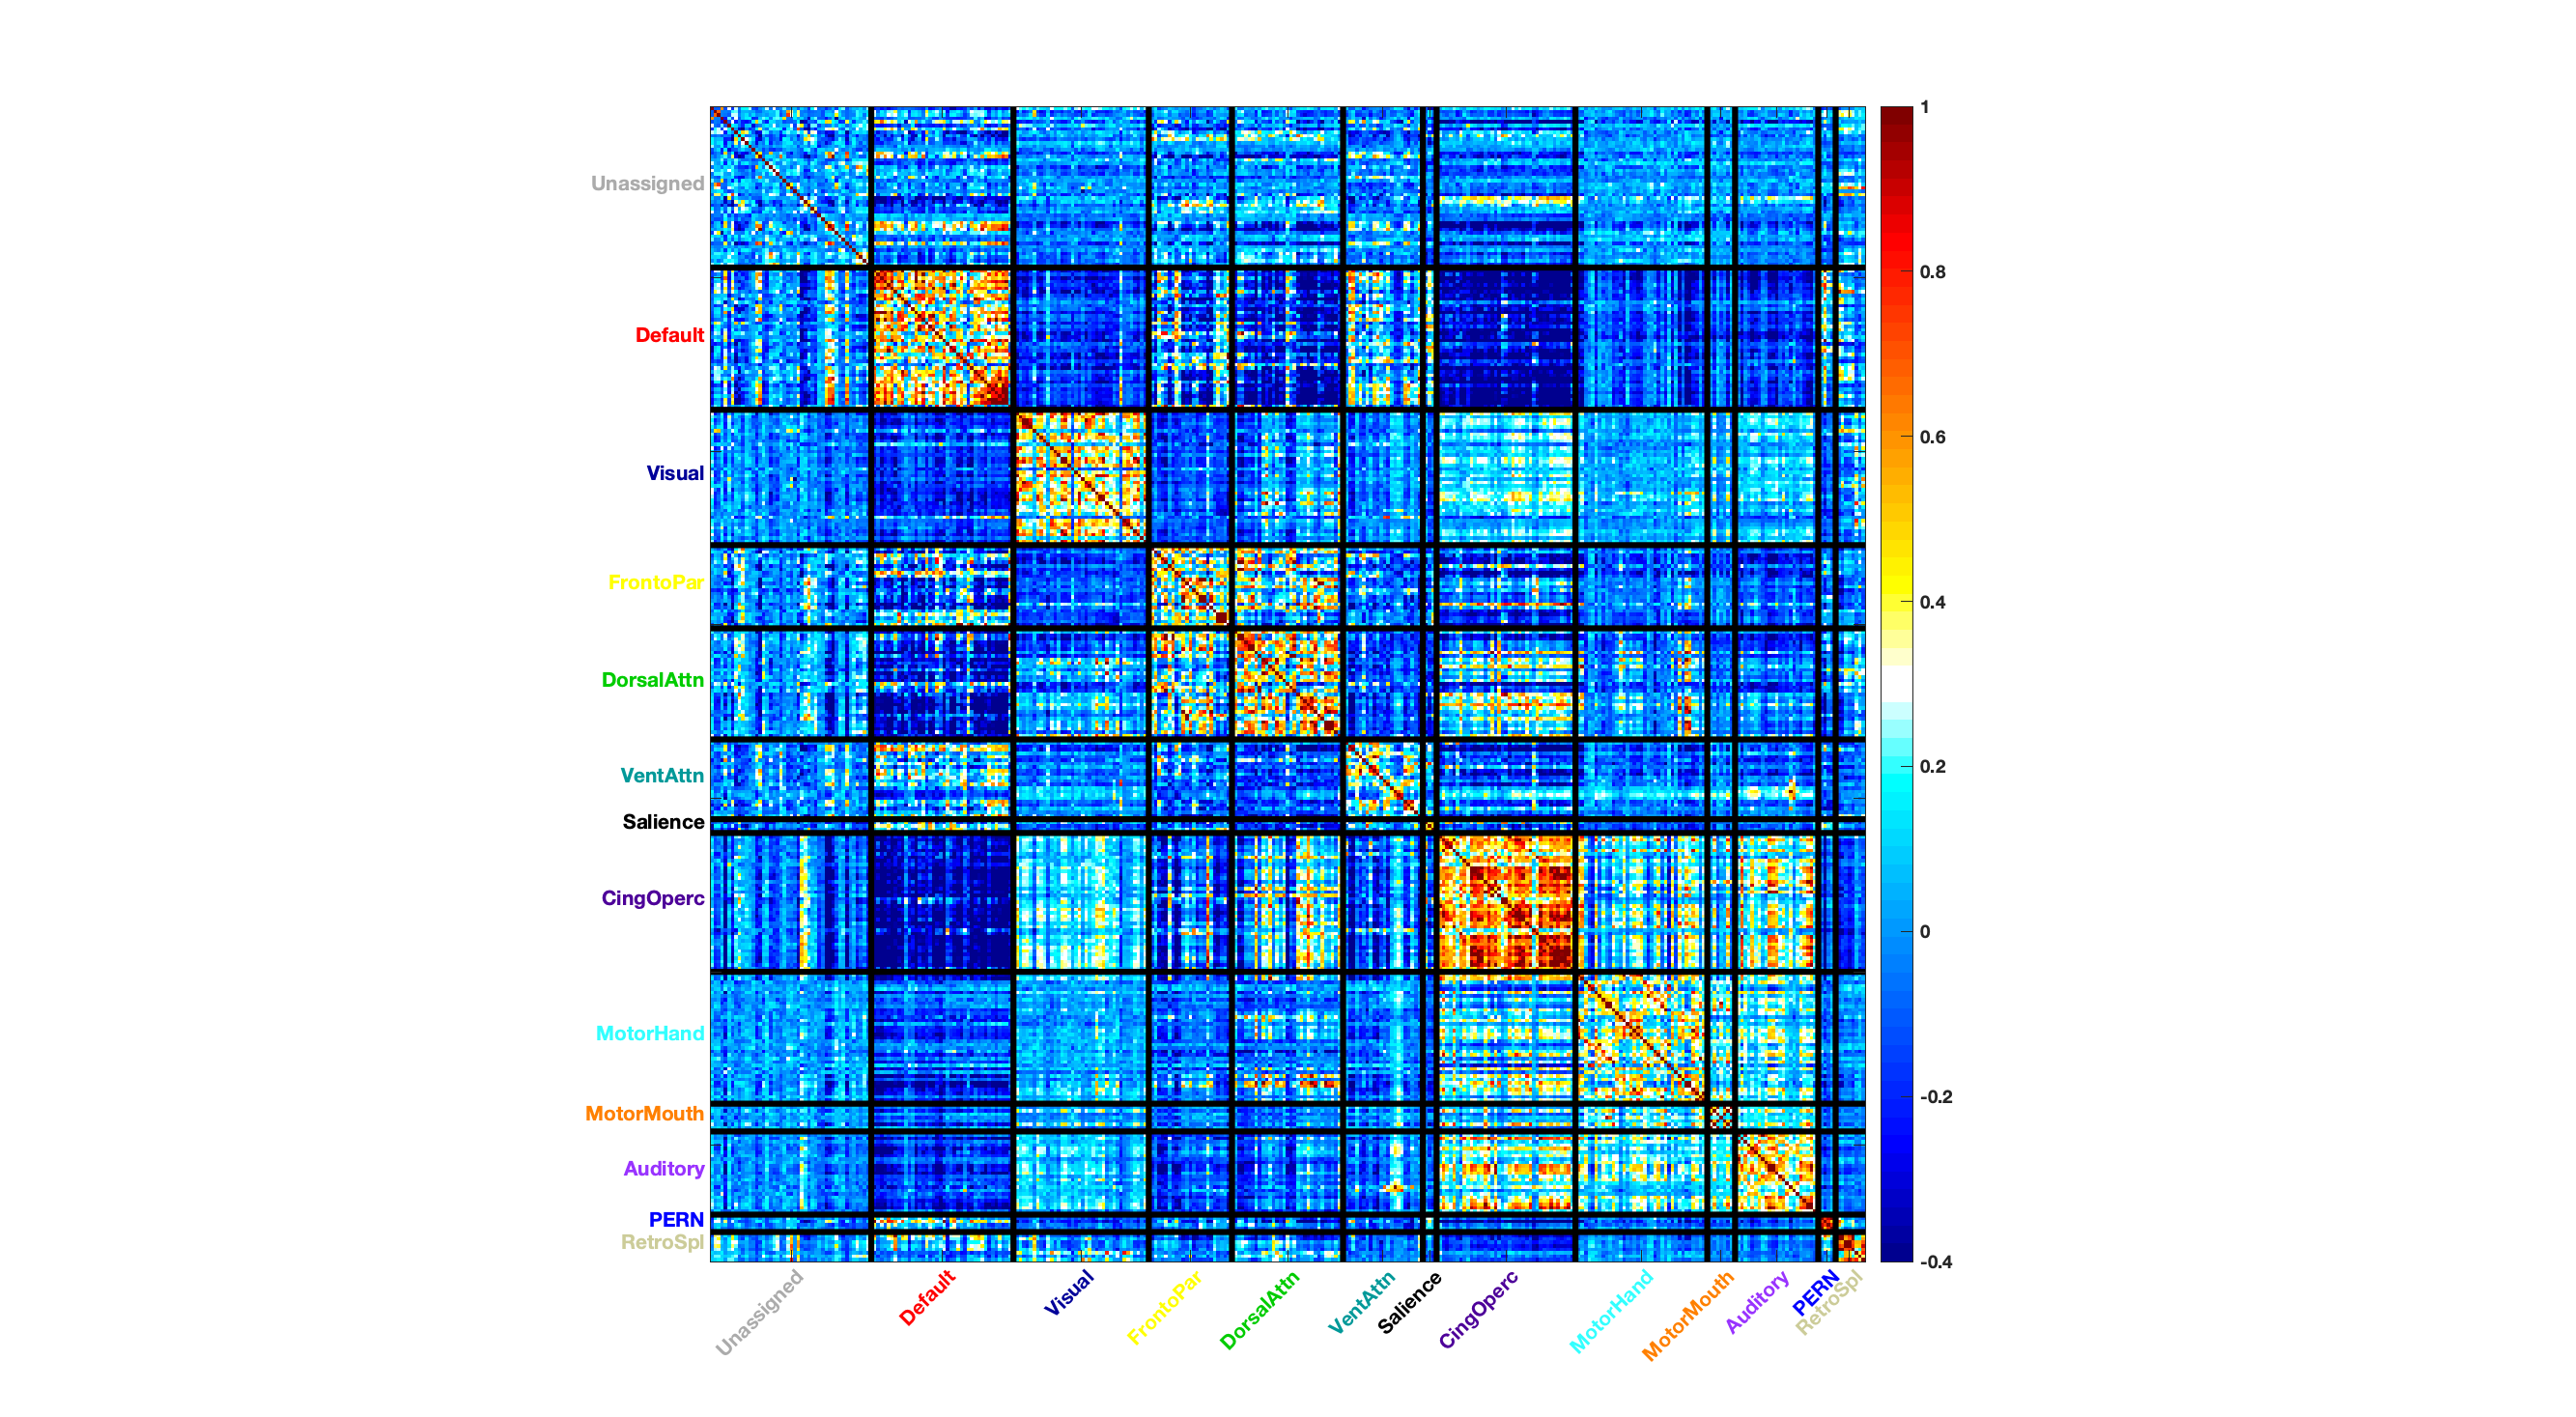 Unassigned
Default
Visual
FrontoPar
DorsalAttn
VentAttn
Salience
CingOperc
MotorHand
MotorMouth
Auditory
PERN
RetroSpl
Unassigned
Default
Visual
FrontoPar
DorsalAttn
VentAttn
Salience
CingOperc
MotorHand
MotorMouth
Auditory
PERN
RetroSpl
1
0.8
0.6
0.4
0.2
0
-0.2
-0.4